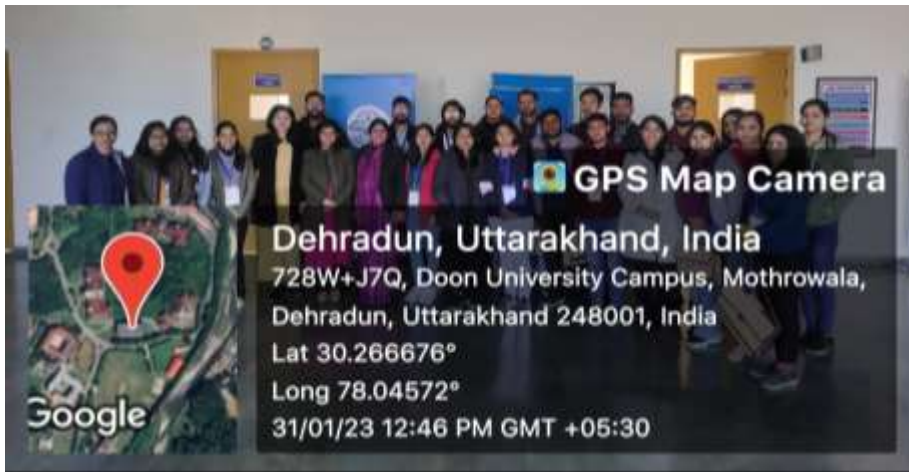 GPS Map Camera
Dehradun, Uttarakhand, India
728W+J7Q, Doon University Campus, Mothrowala,
Dehradun, Uttarakhand 248001, India
Lat 30.266676°
Long 78.04572°
31/01/23 12:46 PM GMT +05:30
Google